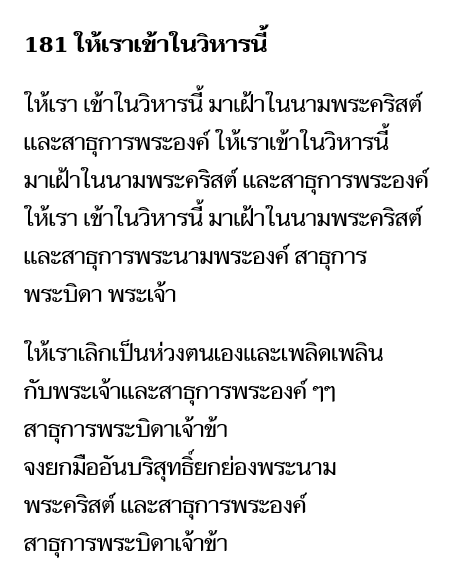 181 ให้เราเข้าในวิหารนี้
ให้เรา เข้าในวิหารนี้ มาเฝ้าในนามพระคริสต์
และสาธุการพระองค์ ให้เราเข้าในวิหารนี้
มาเฝ้าในนามพระคริสต์ และสาธุการพระองค์
ให้เรา เข้าในวิหารนี้ มาเฝ้าในนามพระคริสต์
และสาธุการพระนามพระองค์ สาธุการ
พระบิดา พระเจ้า
ให้เราเลิกเป็นห่วงตนเองและเพลิดเพลิน
กับพระเจ้าและสาธุการพระองค์ ๆๆ
สาธุการพระบิดาเจ้าข้า
จงยกมืออันบริสุทธิ์ยกย่องพระนาม
พระคริสต์ และสาธุการพระองค์
สาธุการพระบิดาเจ้าข้า